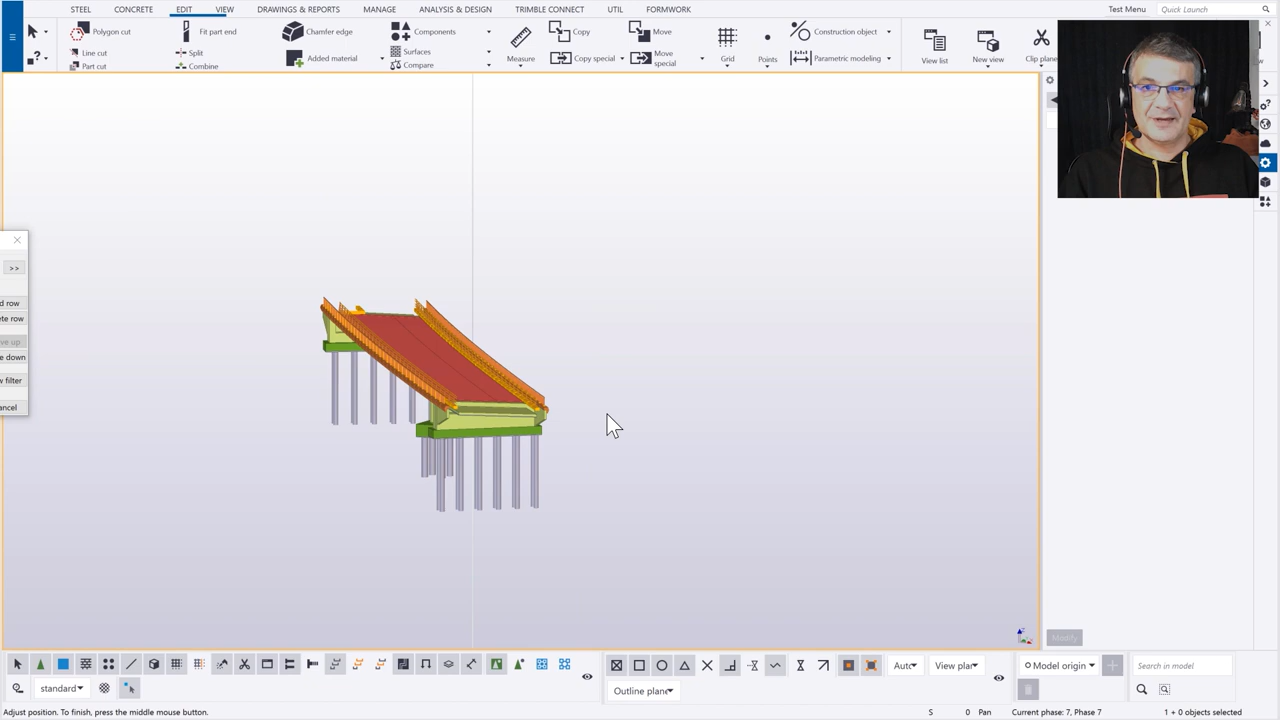 STEEL CONCRETE EDIT VIEW DRAWINGS & REPORTS MANAGE ANALYSIS & DESIGN TRIMBLE CONNECT UTIL FORMWORK Test Menu Quick Launch
Polygon cut Fit part end Chamfer edge Components Copy Move Construction object
Line cut Split Surfaces
Part cut Combine Added material Compare Measure Copy special Move special Grid Points Parametric modeling View list New view Clip plane
>>
d row
ete row
ve up
e down
w filter
ancel
Modify
Auto View plan Model origin Search in model
standard Outline plane
Adjust position. To finish, press the middle mouse button. S 0 Pan Current phase: 7, Phase 7 1 + 0 objects selected